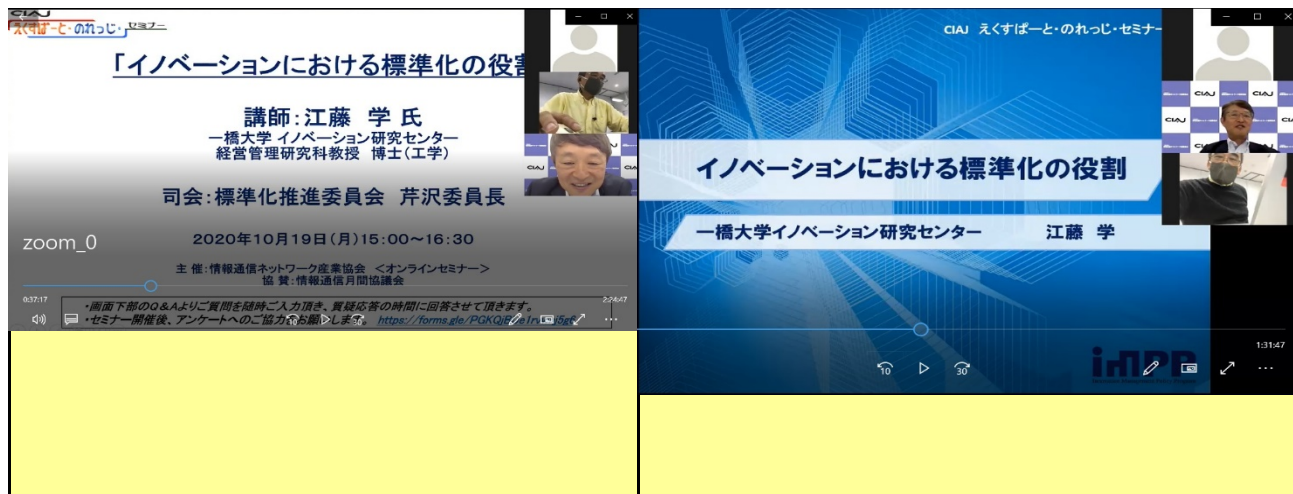 CIAJ
えくすぱーと・のれっじ・セミナー
「イノベーションにおける標準化の役割
講師:江藤 学 氏
一橋大学 イノベーション研究センター
経営管理研究科教授 博士(工学)
司会:標準化推進委員会 芹沢委員長
zoom_0
2020年10月19日(月)15:00~16:30
主 催:情報通信ネットワーク産業協会 <オンラインセミナー>
協 賛:情報通信月間協議会
0:37:17
2:24:47
・画面下部のQ&Aよりご質問を随時ご入力頂き、質疑応答の時間に回答させて頂きます。
・セミナー開催後、アンケートへのご協力をお願いします。
CIAJ えくすぱーと・のれっじ・セミナー
CIAJ
CIAJ
CIAJ
イノベーションにおける標準化の役割
一橋大学イノベーション研究センター 江藤 学
1:31:47
10
30
imPP